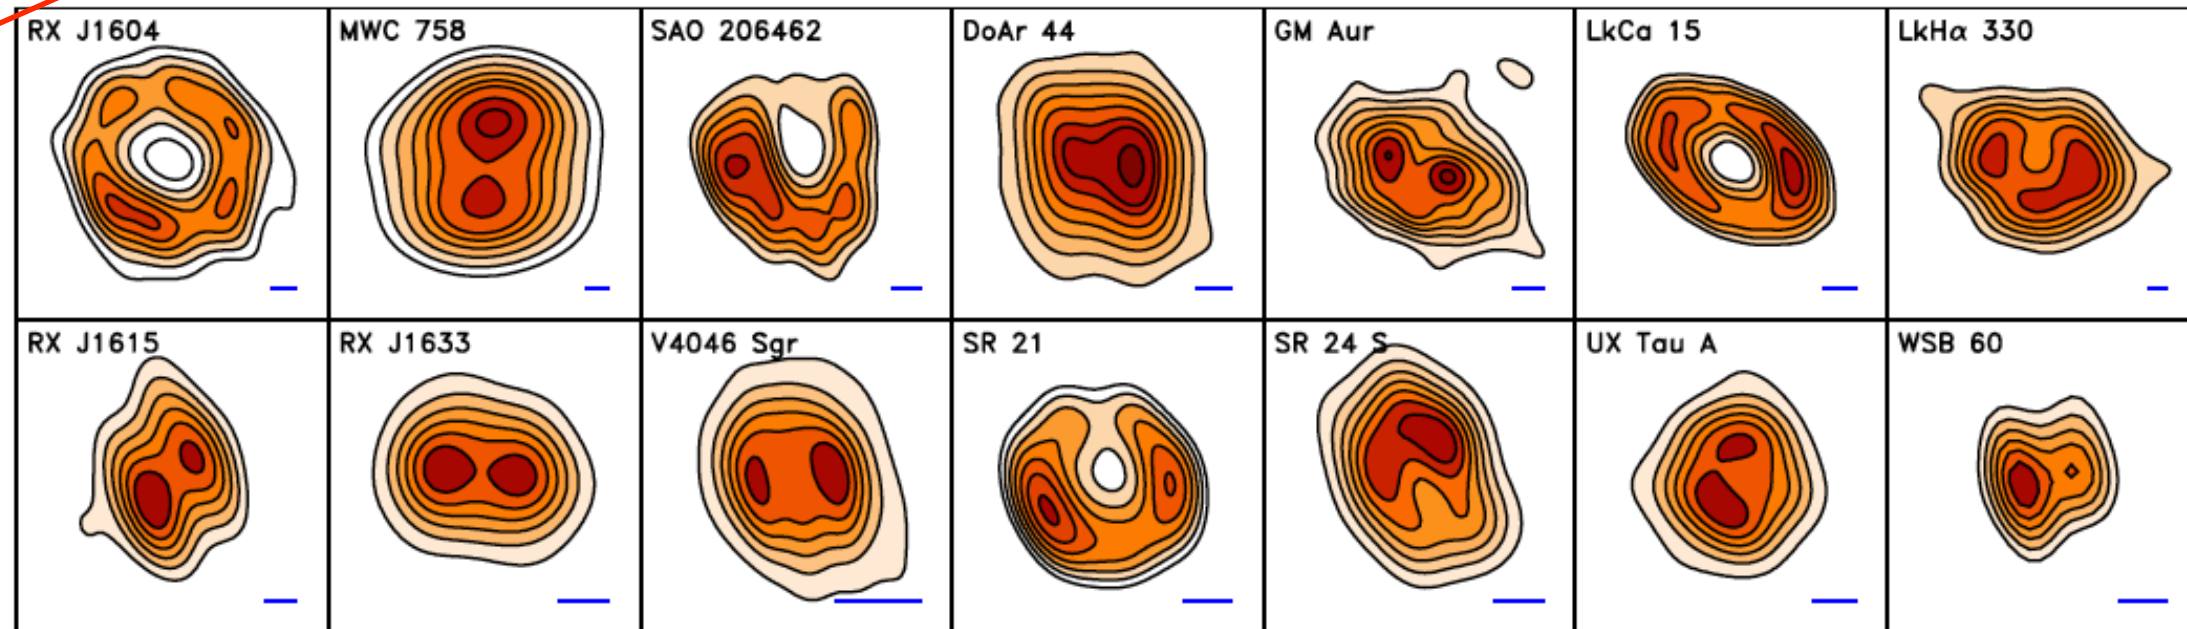 RX J1604
MWC 758
SAO 206462
DoAr 44
GM Aur
LkCa 15
LkHα 330
RX J1615
RX J1633
V4046 Sgr
SR 21
SR 24 S
UX Tau A
WSB 60